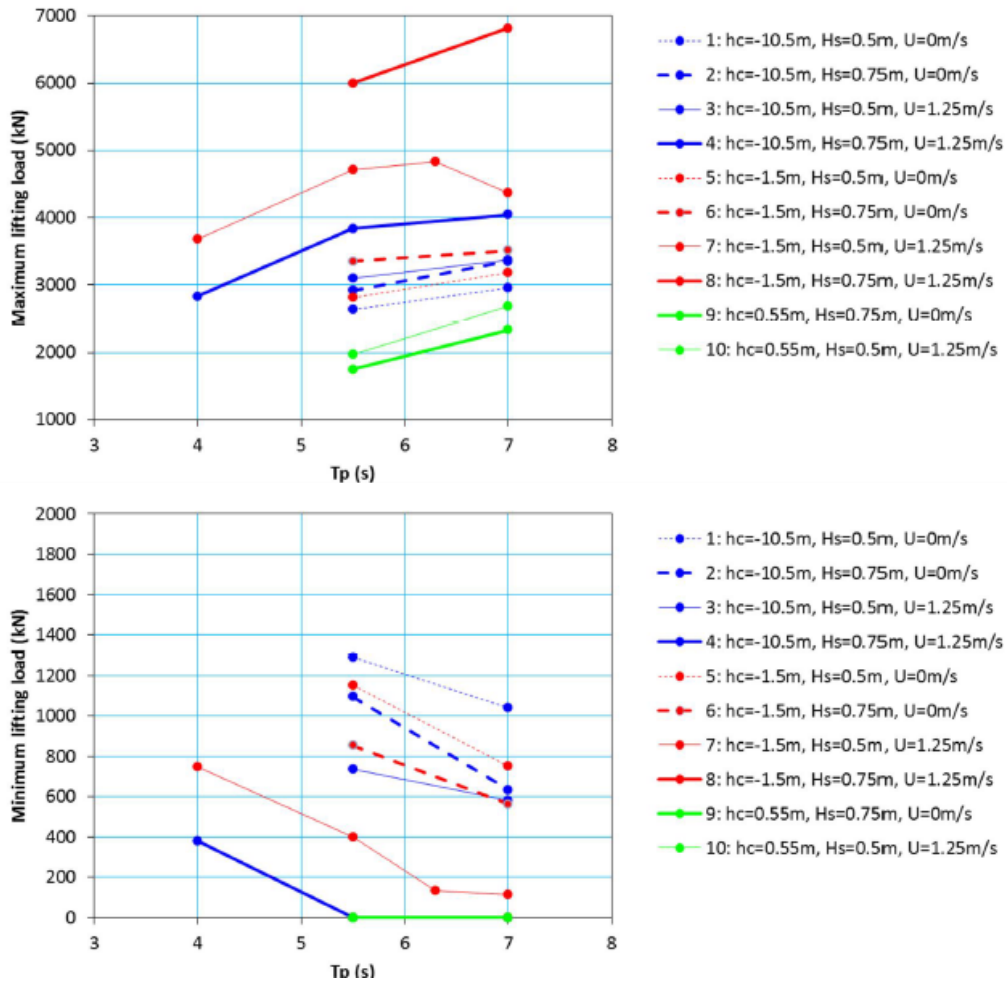 7000
6000
5000
4000
3000
2000
1000
Maximum lifting load (kN)
3 4 5 6 7 8
Tp (s)
1: hc=-10.5m, Hs=0.5m, U=0m/s
2: hc=-10.5m, Hs=0.75m, U=0m/s
3: hc=-10.5m, Hs=0.5m, U=1.25m/s
4: hc=-10.5m, Hs=0.75m, U=1.25m/s
5: hc=-1.5m, Hs=0.5m, U=0m/s
6: hc=-1.5m, Hs=0.75m, U=0m/s
7: hc=-1.5m, Hs=0.5m, U=1.25m/s
8: hc=-1.5m, Hs=0.75m, U=1.25m/s
9: hc=0.55m, Hs=0.75m, U=0m/s
10: hc=0.55m, Hs=0.5m, U=1.25m/s
2000
1800
1600
1400
1200
1000
800
600
400
200
0
Minimum lifting load (kN)
3 4 5 6 7 8
Tp (s)
1: hc=-10.5m, Hs=0.5m, U=0m/s
2: hc=-10.5m, Hs=0.75m, U=0m/s
3: hc=-10.5m, Hs=0.5m, U=1.25m/s
4: hc=-10.5m, Hs=0.75m, U=1.25m/s
5: hc=-1.5m, Hs=0.5m, U=0m/s
6: hc=-1.5m, Hs=0.75m, U=0m/s
7: hc=-1.5m, Hs=0.5m, U=1.25m/s
8: hc=-1.5m, Hs=0.75m, U=1.25m/s
9: hc=0.55m, Hs=0.75m, U=0m/s
10: hc=0.55m, Hs=0.5m, U=1.25m/s